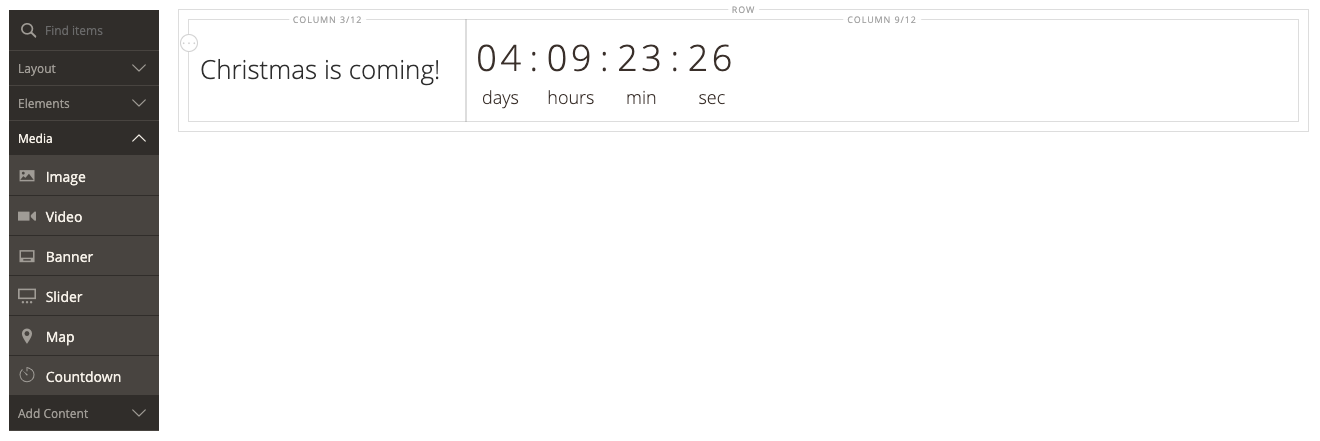 Find items
Layout
Elements
Media
Image
Video
Banner
Slider
Map
Countdown
Add Content
ROW
COLUMN 3/12
COLUMN 9/12
Christmas is coming!
04 : 09 : 23 : 26
days hours min sec